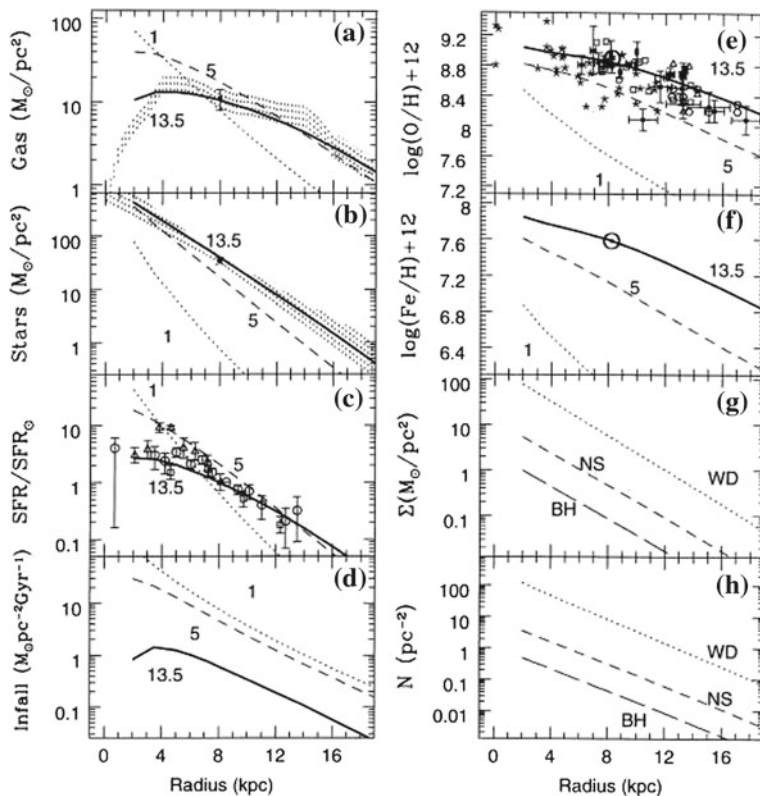 Gas (M⊙/pc²)
100
10
1
(a)
1
5
13.5
Stars (M⊙/pc²)
100
10
1
(b)
13.5
5
1
SFR/SFR⊙
10
1
0.1
(c)
1
5
13.5
Infall (M⊙pc⁻²Gyr⁻¹)
10
1
0.1
(d)
1
5
13.5
0 4 8 12 16
Radius (kpc)
log(O/H)+12
9.2
8.8
8.4
8
7.6
7.2
(e)
13.5
5
1
log(Fe/H)+12
8
7.6
7.2
6.8
6.4
(f)
13.5
5
1
Σ(M⊙/pc²)
100
10
1
0.1
(g)
WD
NS
BH
N (pc⁻²)
100
10
1
0.1
0.01
(h)
WD
NS
BH
0 4 8 12 16
Radius (kpc)